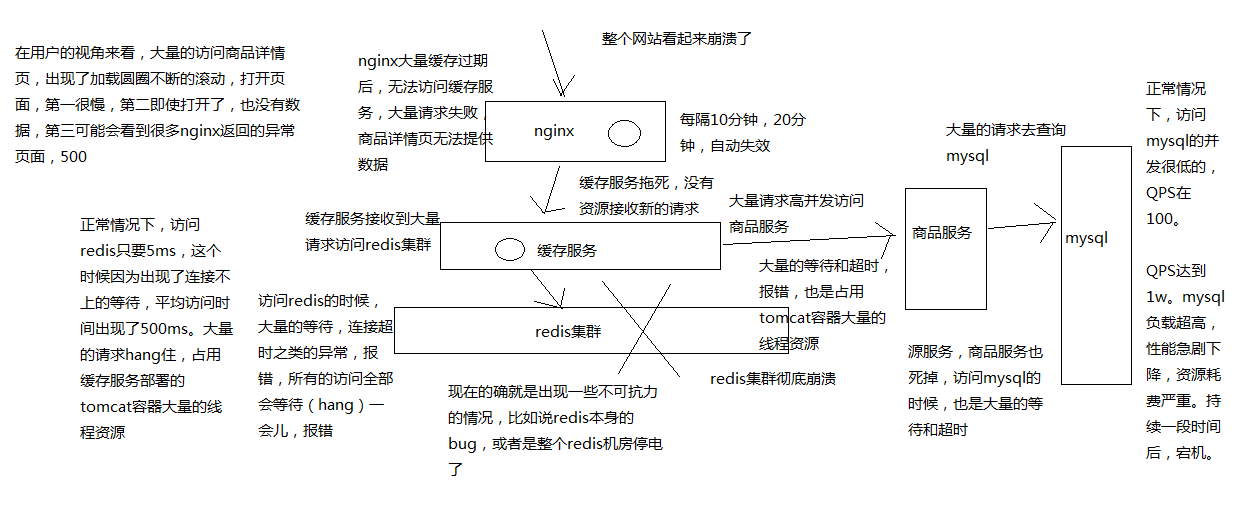 整个网站看起来崩溃了
在用户的视角来看，大量的访问商品详情
页，出现了加载圆圈不断的滚动，打开页
面，第一很慢，第二即使打开了，也没有数
据，第三可能会看到很多nginx返回的异常
页面，500
nginx大量缓存过期
后，无法访问缓存服
务，大量请求失败，
商品详情页无法提供
数据
nginx
每隔10分钟，20分
钟，自动失效
缓存服务拖死，没有
资源接收新的请求
缓存服务接收到大量
请求访问redis集群
缓存服务
大量请求高并发访问
商品服务
大量的等待和超时，
报错，也是占用
tomcat容器大量的
线程资源
正常情况下，访问
redis只要5ms，这个
时候因为出现了连接不
上的等待，平均访问时
间出现了500ms。大量
的请求hang住，占用
缓存服务部署的
tomcat容器大量的线
程资源
访问redis的时候，
大量的等待，连接超
时之类的异常，报
错，所有的访问全部
会等待（hang）一
会儿，报错
redis集群
redis集群彻底崩溃
现在的确就是出现一些不可抗力
的情况，比如说redis本身的
bug，或者是整个redis机房停电
了
大量的请求去查询
mysql
商品服务
源服务，商品服务也
死掉，访问mysql的
时候，也是大量的等
待和超时
mysql
正常情况
下，访问
mysql的并
发很低的，
QPS在
100。
QPS达到
1w。mysql
负载超高，
性能急剧下
降，资源耗
费严重。持
续一段时间
后，宕机。